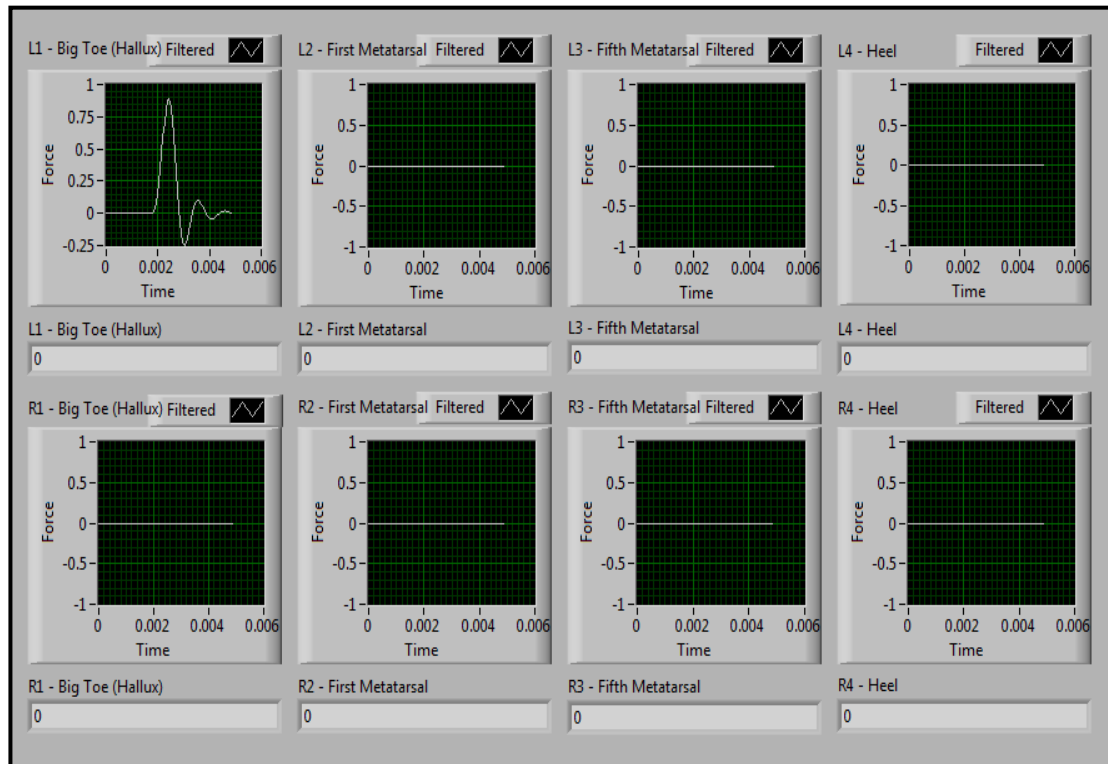 L1 - Big Toe (Hallux) Filtered
L2 - First Metatarsal Filtered
L3 - Fifth Metatarsal Filtered
L4 - Heel Filtered
Force
1
0.75
0.5
0.25
0
-0.25
0 0.002 0.004 0.006
Time
Force
1
0.5
0
-0.5
-1
0 0.002 0.004 0.006
Time
Force
1
0.5
0
-0.5
-1
0 0.002 0.004 0.006
Time
Force
1
0.5
0
-0.5
-1
0 0.002 0.004 0.006
Time
L1 - Big Toe (Hallux)
0
L2 - First Metatarsal
0
L3 - Fifth Metatarsal
0
L4 - Heel
0
R1 - Big Toe (Hallux) Filtered
R2 - First Metatarsal Filtered
R3 - Fifth Metatarsal Filtered
R4 - Heel Filtered
Force
1
0.5
0
-0.5
-1
0 0.002 0.004 0.006
Time
Force
1
0.5
0
-0.5
-1
0 0.002 0.004 0.006
Time
Force
1
0.5
0
-0.5
-1
0 0.002 0.004 0.006
Time
Force
1
0.5
0
-0.5
-1
0 0.002 0.004 0.006
Time
R1 - Big Toe (Hallux)
0
R2 - First Metatarsal
0
R3 - Fifth Metatarsal
0
R4 - Heel
0